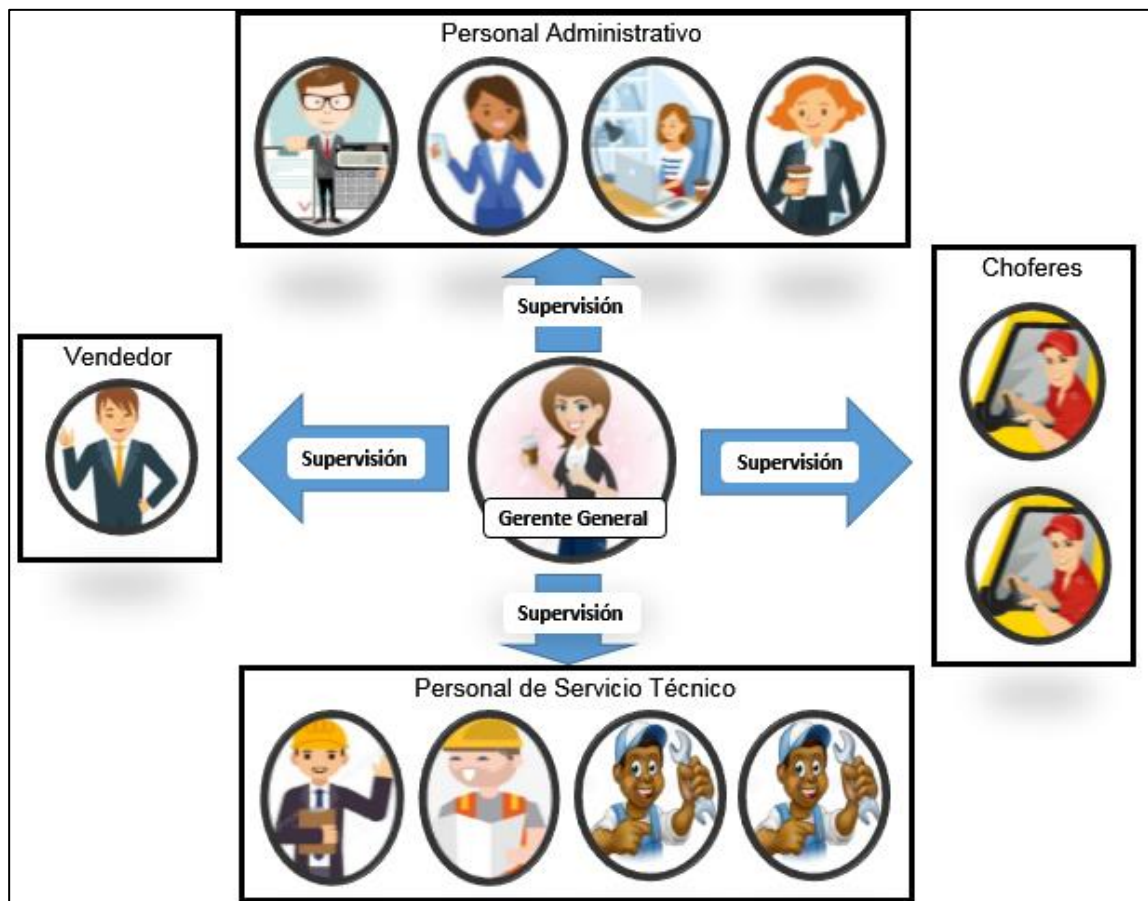 Personal Administrativo
Supervisión
Choferes
Vendedor
Supervisión
Supervisión
Gerente General
Supervisión
Personal de Servicio Técnico